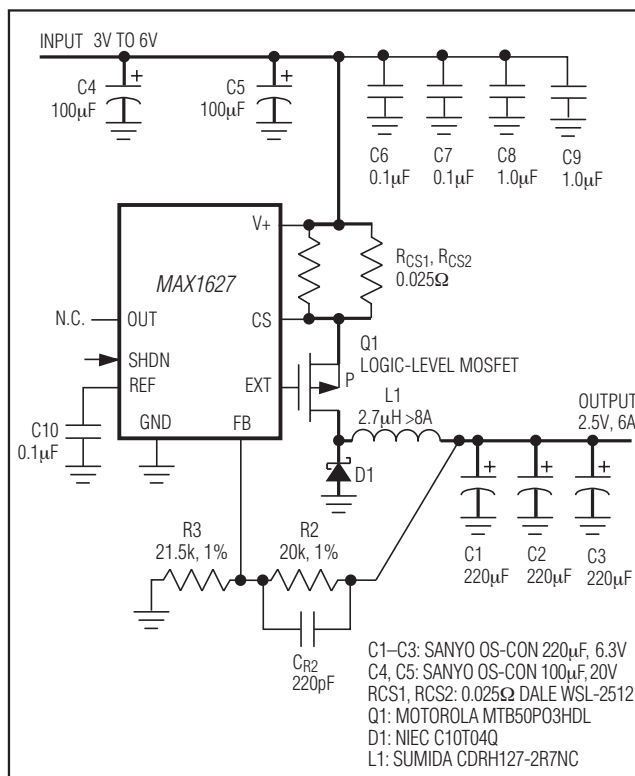 INPUT 3V TO 6V
C4
100µF
C5
100µF
C6
0.1µF
C7
0.1µF
C8
1.0µF
C9
1.0µF
V+
MAX1627
RCS1, RCS2
0.025Ω
N.C.
OUT
CS
Q1
LOGIC-LEVEL MOSFET
SHDN
REF
EXT
P
L1
2.7µH >8A
OUTPUT
2.5V, 6A
C10
0.1µF
GND
FB
D1
R3
21.5k, 1%
R2
20k, 1%
C1
220µF
C2
220µF
C3
220µF
CR2
220pF
C1–C3: SANYO OS-CON 220µF, 6.3V
C4, C5: SANYO OS-CON 100µF, 20V
RCS1, RCS2: 0.025Ω DALE WSL-2512
Q1: MOTOROLA MTB50PO3HDL
D1: NIEC C10T04Q
L1: SUMIDA CDRH127-2R7NC